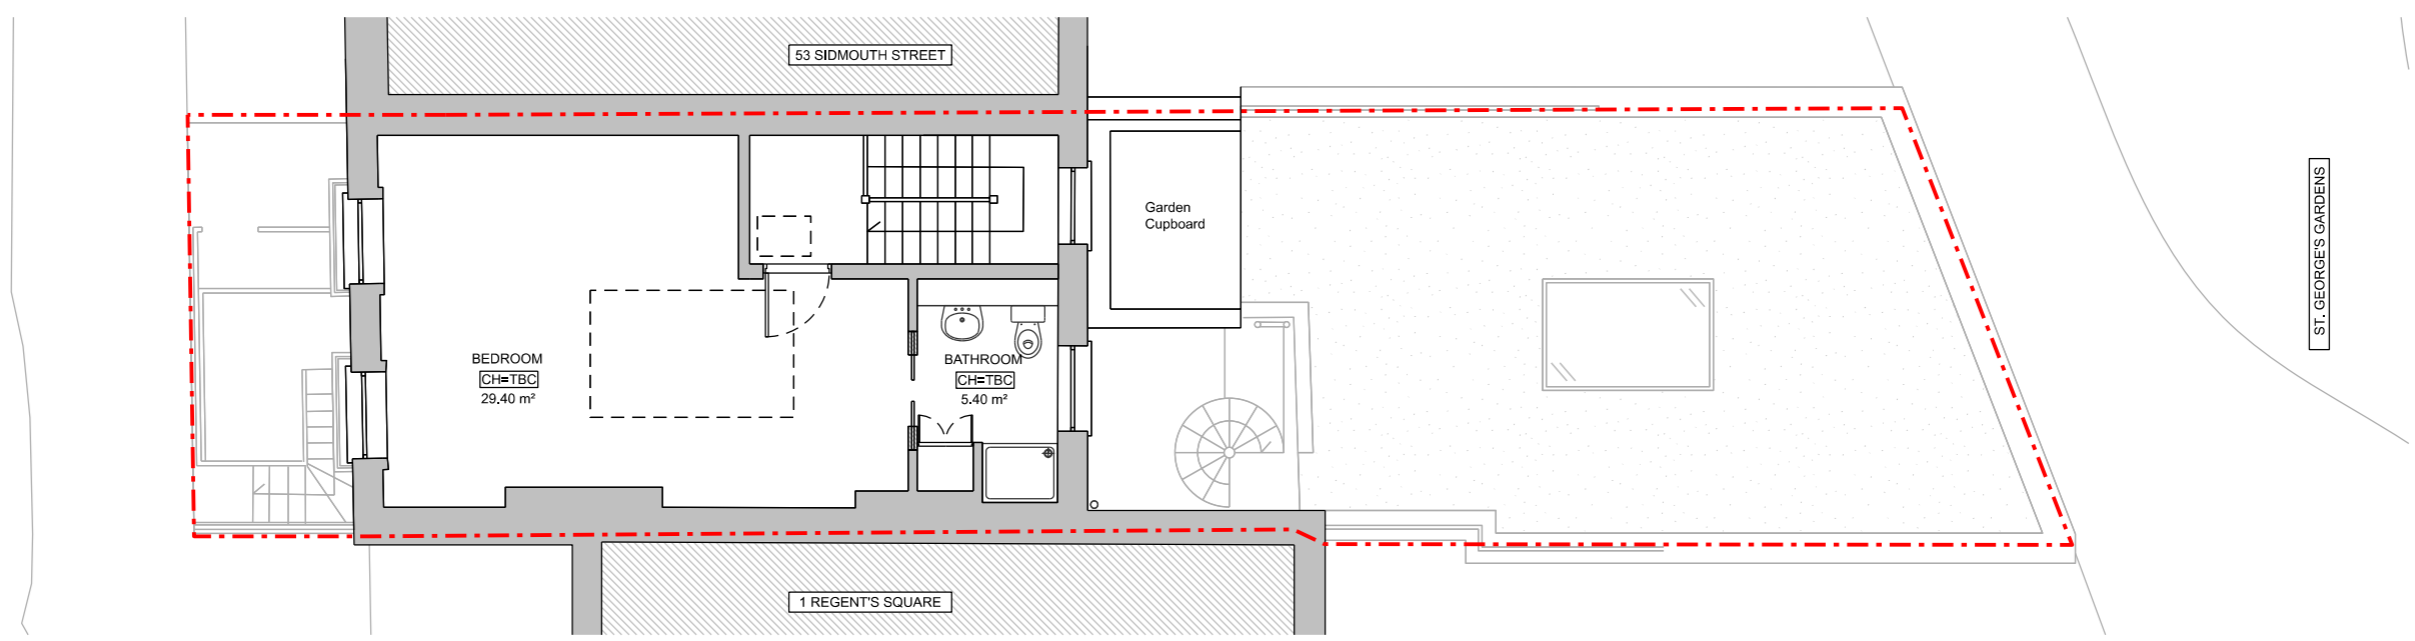 53 SIDMOUTH STREET
Garden
Cupboard
ST. GEORGE'S GARDENS
BEDROOM
CH=TBC
29.40 m²
BATHROOM
CH=TBC
5.40 m²
1 REGENT'S SQUARE